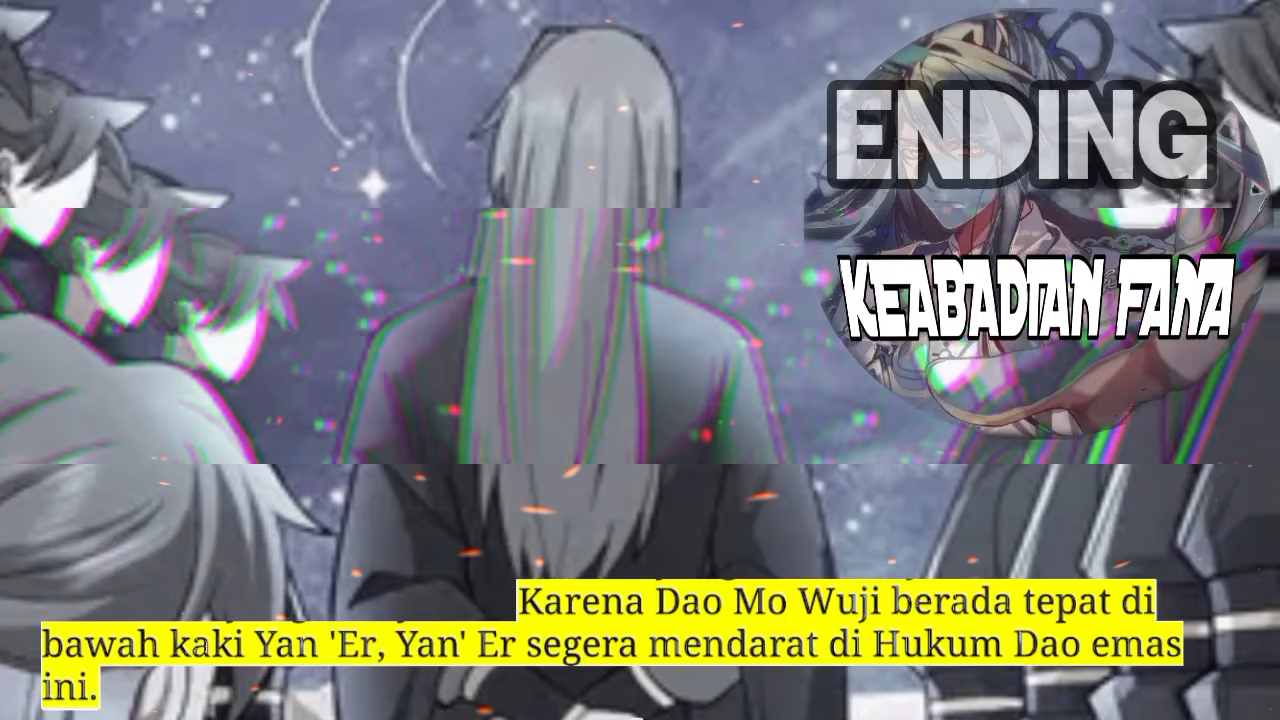 ENDING
KEABADIAN FANA
Karena Dao Mo Wuji berada tepat di
bawah kaki Yan 'Er, Yan' Er segera mendarat di Hukum Dao emas
ini.